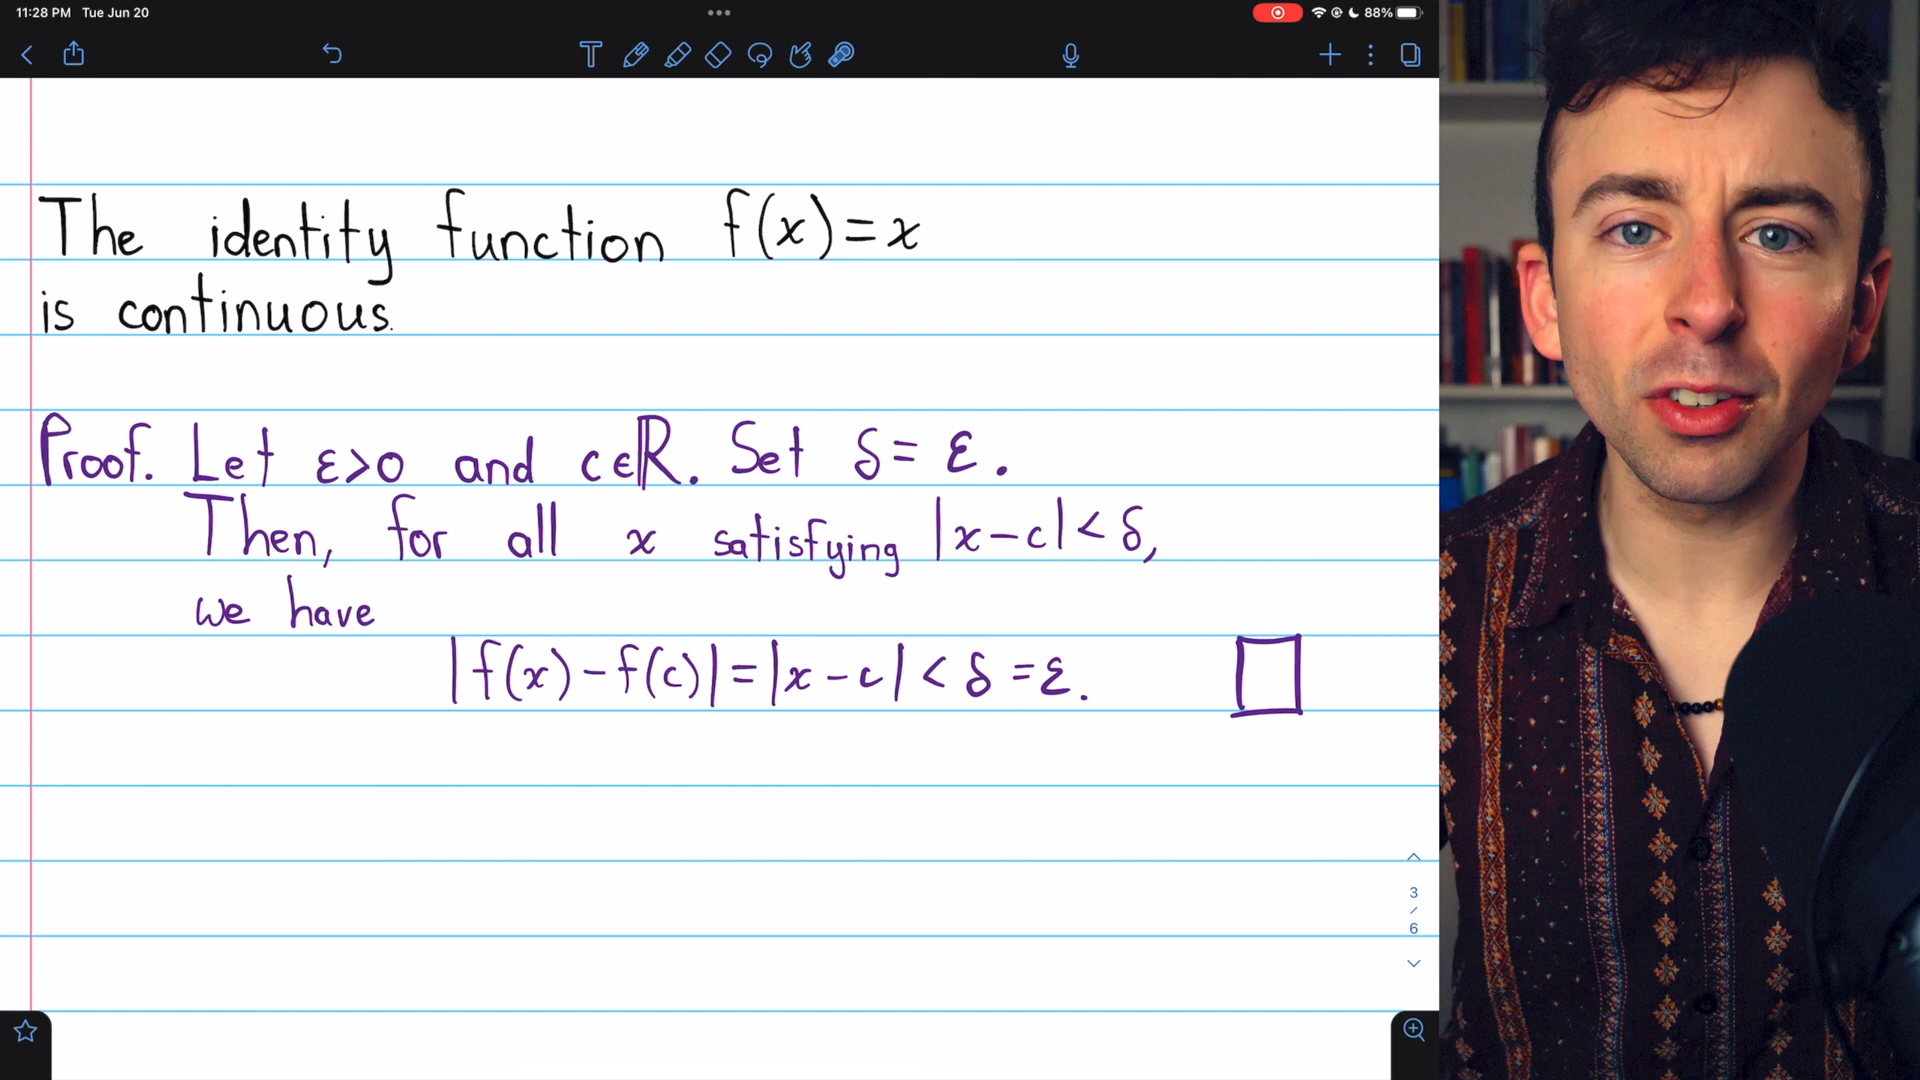 11:28 PM Tue Jun 20
88%
The identity function f(x)=x
is continuous.
Proof. Let ε>0 and c∈ℝ. Set δ= ε.
Then, for all x satisfying |x-c|<δ,
we have
|f(x)-f(c)|=|x-c|<δ=ε. □
3
/
6